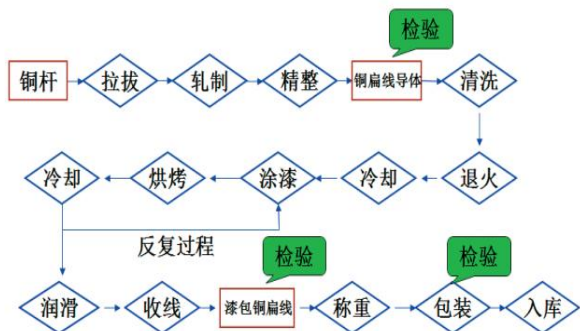 检验
铜杆
拉拔
轧制
精整
铜扁线导体
清洗
冷却
烘烤
涂漆
冷却
退火
反复过程
检验
检验
润滑
收线
漆包铜扁线
称重
包装
入库